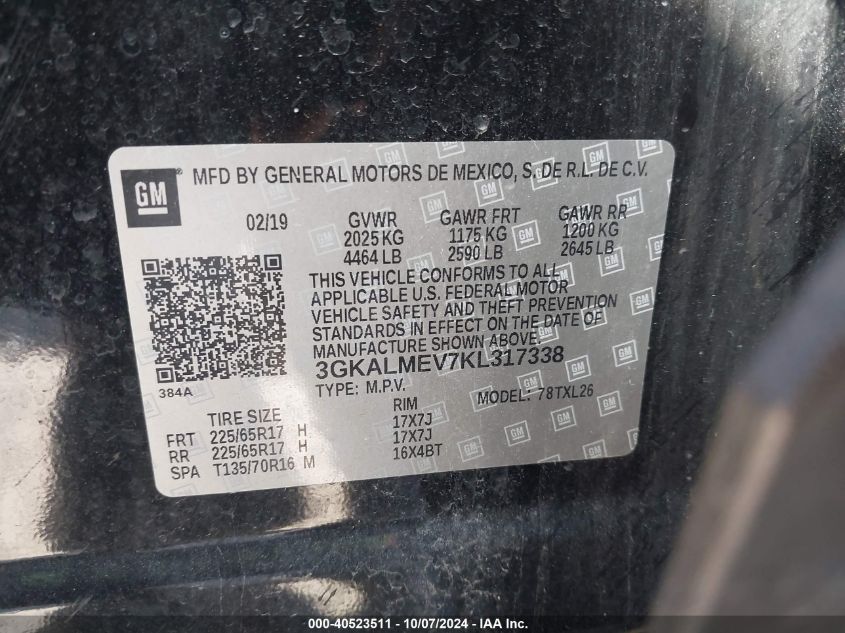 GM MFD BY GENERAL MOTORS DE MEXICO, S. DE R.L. DE C.V.
02/19 GVWR GAWR FRT GAWR RR
2025 KG 1175 KG 1200 KG
4464 LB 2590 LB 2645 LB
THIS VEHICLE CONFORMS TO ALL
APPLICABLE U.S. FEDERAL MOTOR
VEHICLE SAFETY AND THEFT PREVENTION
STANDARDS IN EFFECT ON THE DATE OF
MANUFACTURE SHOWN ABOVE.
3GKALMEV7KL317338
384A TYPE: M.P.V. MODEL: 78TXL26
TIRE SIZE RIM
FRT 225/65R17 H 17X7J
RR 225/65R17 H 17X7J
SPA T135/70R16 M 16X4BT
000-40523511 - 10/07/2024 - IAA Inc.